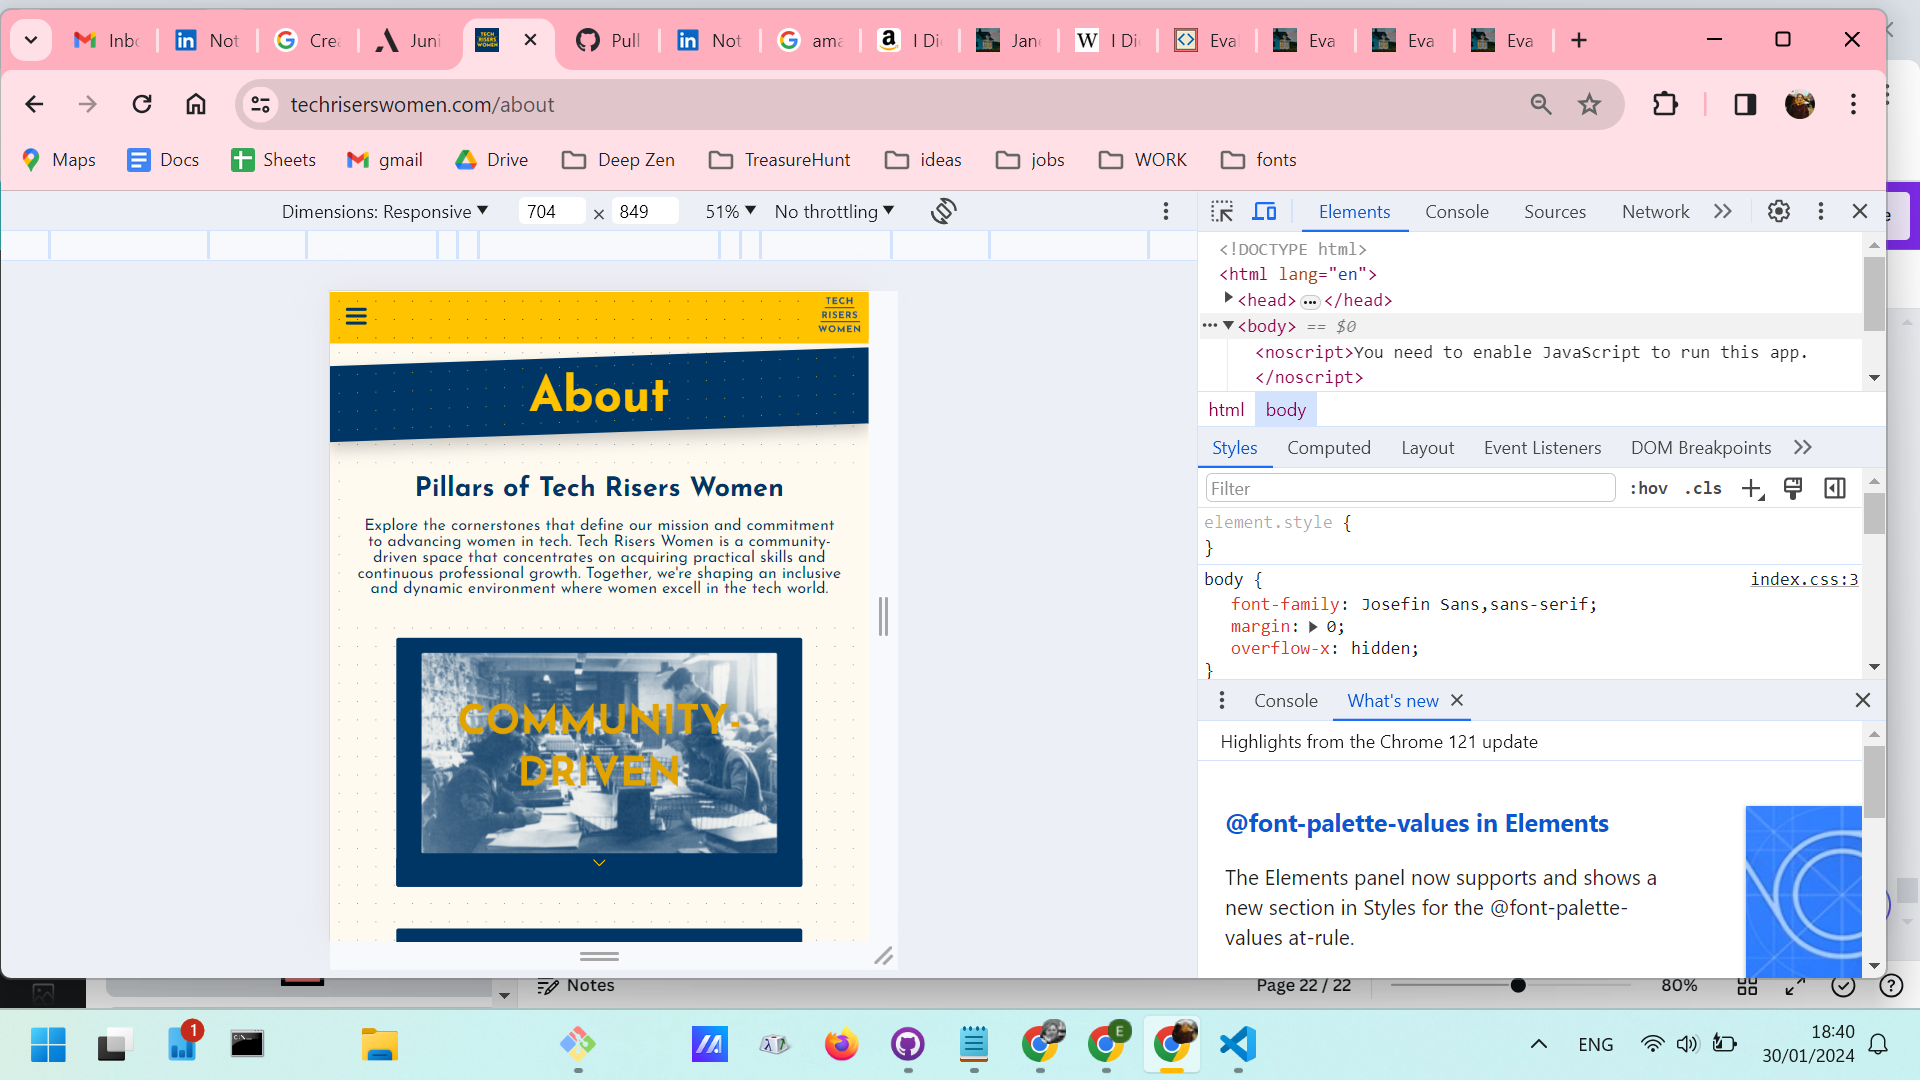 Inb
Not
Crea
Juni
TECH RISERS WOMEN
Pull
Not
ama
I Di
Jan
I Di
Eva
Eva
Eva
Eva
techriserswomen.com/about
Maps
Docs
Sheets
gmail
Drive
Deep Zen
TreasureHunt
ideas
jobs
WORK
fonts
Dimensions: Responsive
704 × 849
51%
No throttling
Elements
Console
Sources
Network
TECH
RISERS
WOMEN
About
Pillars of Tech Risers Women
Explore the cornerstones that define our mission and commitment
to advancing women in tech. Tech Risers Women is a community-
driven space that concentrates on acquiring practical skills and
continuous professional growth. Together, we're shaping an inclusive
and dynamic environment where women excell in the tech world.
COMMUNITY-
DRIVEN
<!DOCTYPE html>
<html lang="en">
<head> </head>
<body> == $0
<noscript>You need to enable JavaScript to run this app.
</noscript>
html body
Styles
Computed
Layout
Event Listeners
DOM Breakpoints
Filter
:hov .cls
element.style {
}
body {
index.css:3
font-family: Josefin Sans,sans-serif;
margin: 0;
overflow-x: hidden;
}
Console
What's new
Highlights from the Chrome 121 update
@font-palette-values in Elements
The Elements panel now supports and shows a
new section in Styles for the @font-palette-
values at-rule.
Notes
Page 22 / 22
80%
1
E
ENG
18:40
30/01/2024